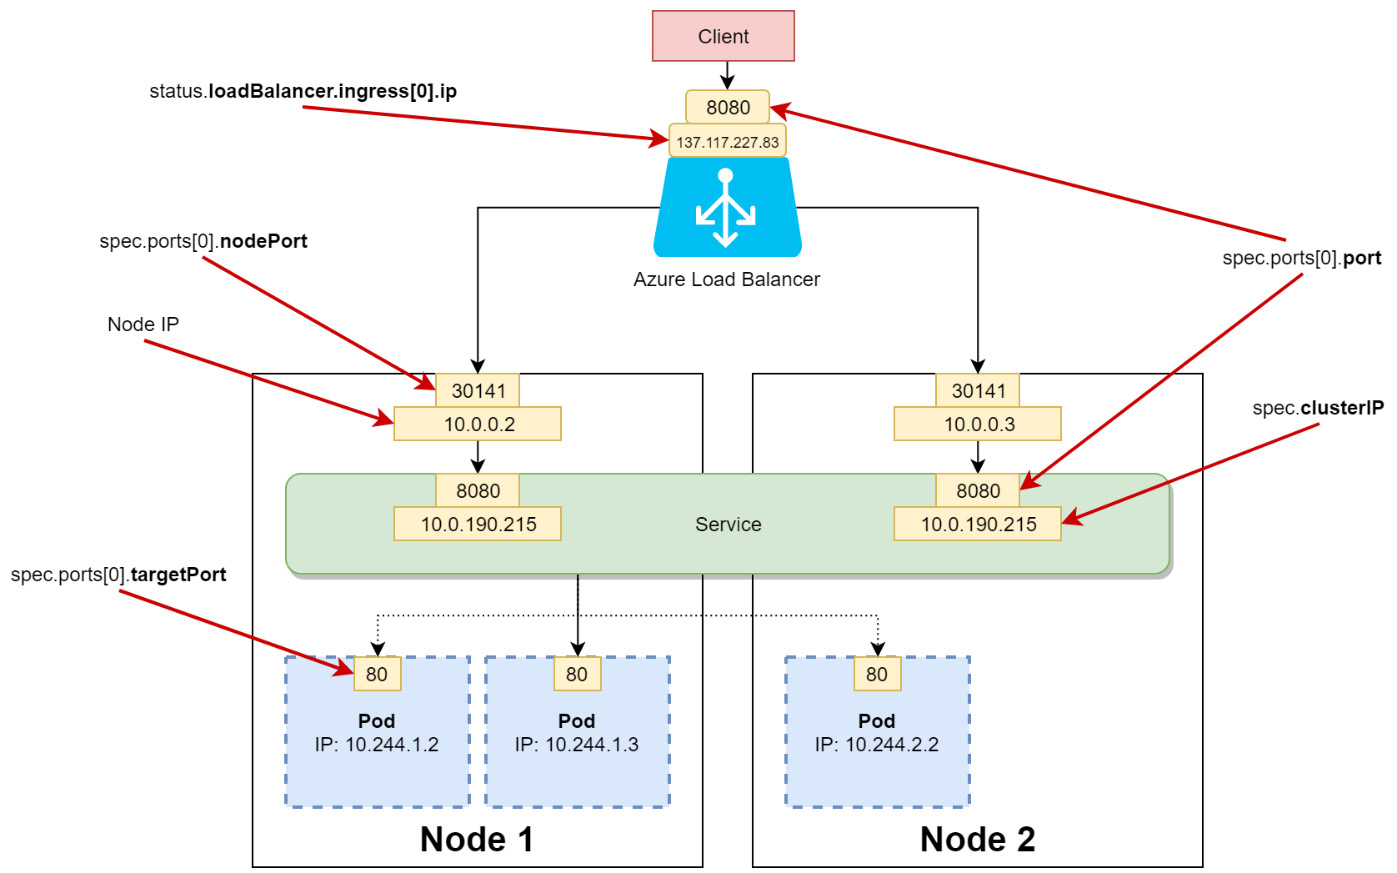 Client
status.loadBalancer.ingress[0].ip
8080
137.117.227.83
spec.ports[0].nodePort
spec.ports[0].port
Azure Load Balancer
Node IP
30141
10.0.0.2
30141
10.0.0.3
spec.clusterIP
8080
10.0.190.215
Service
8080
10.0.190.215
spec.ports[0].targetPort
80
Pod
IP: 10.244.1.2
80
Pod
IP: 10.244.1.3
80
Pod
IP: 10.244.2.2
Node 1
Node 2